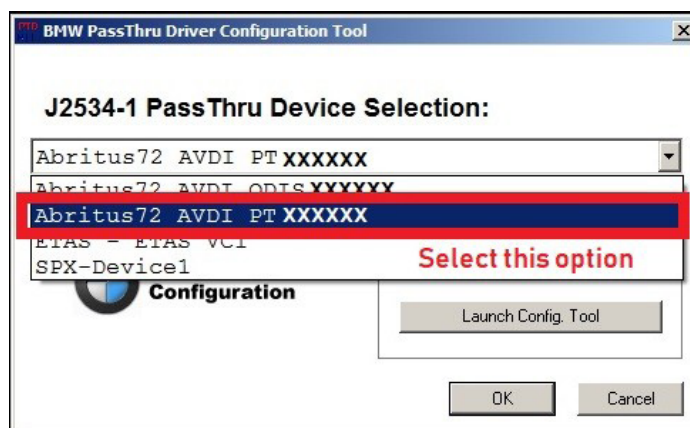 BMW PassThru Driver Configuration Tool
J2534-1 PassThru Device Selection:
Abritus72 AVDI PT XXXXXX
Abritus72 AVDI ODIS XXXXXX
Abritus72 AVDI PT XXXXXX
ETAS - ETAS VCI
SPX-Device1
Select this option
Configuration
Launch Config. Tool
OK
Cancel